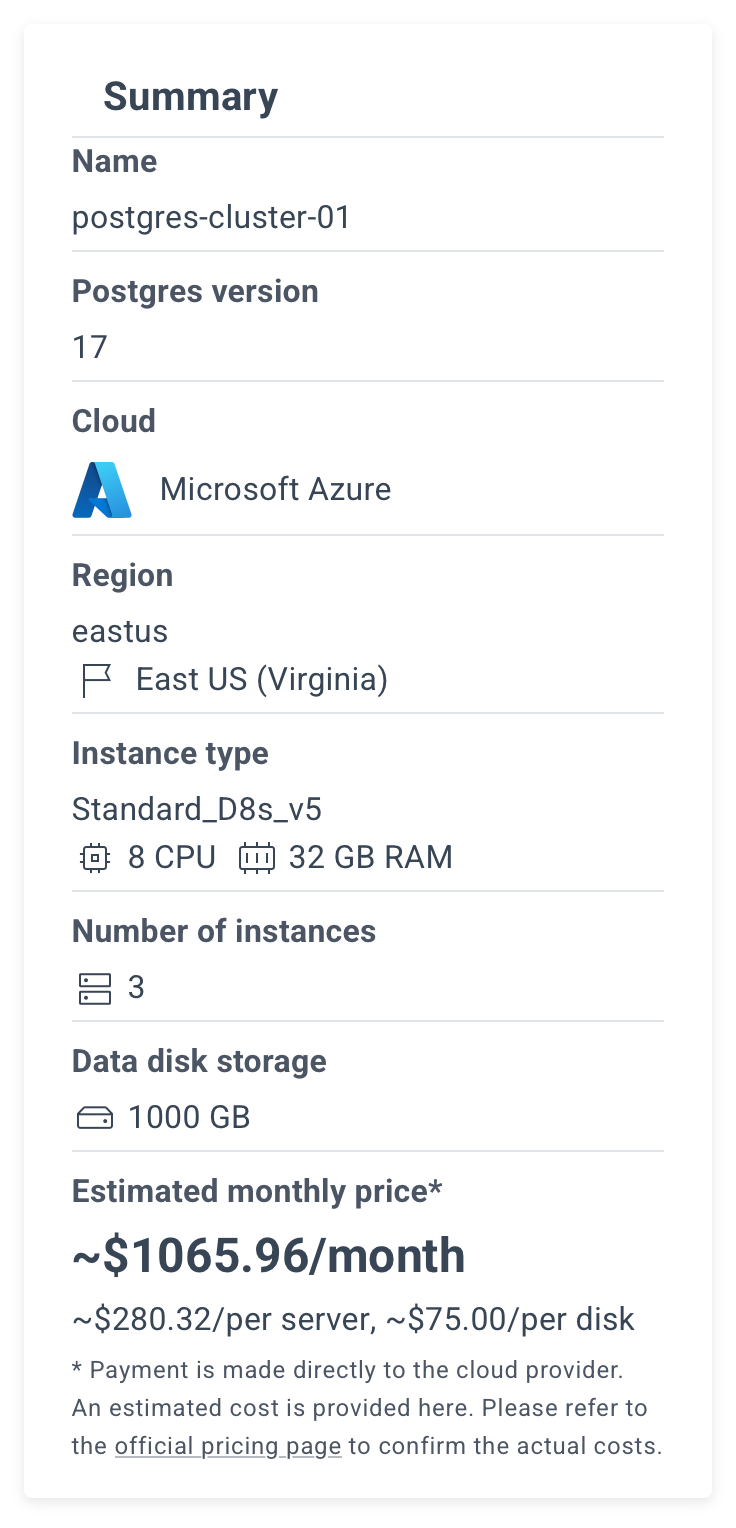 Summary
Name
postgres-cluster-01
Postgres version
17
Cloud
Microsoft Azure
Region
eastus
East US (Virginia)
Instance type
Standard_D8s_v5
8 CPU 32 GB RAM
Number of instances
3
Data disk storage
1000 GB
Estimated monthly price*
~$1065.96/month
~$280.32/per server, ~$75.00/per disk
* Payment is made directly to the cloud provider.
An estimated cost is provided here. Please refer to
the official pricing page to confirm the actual costs.